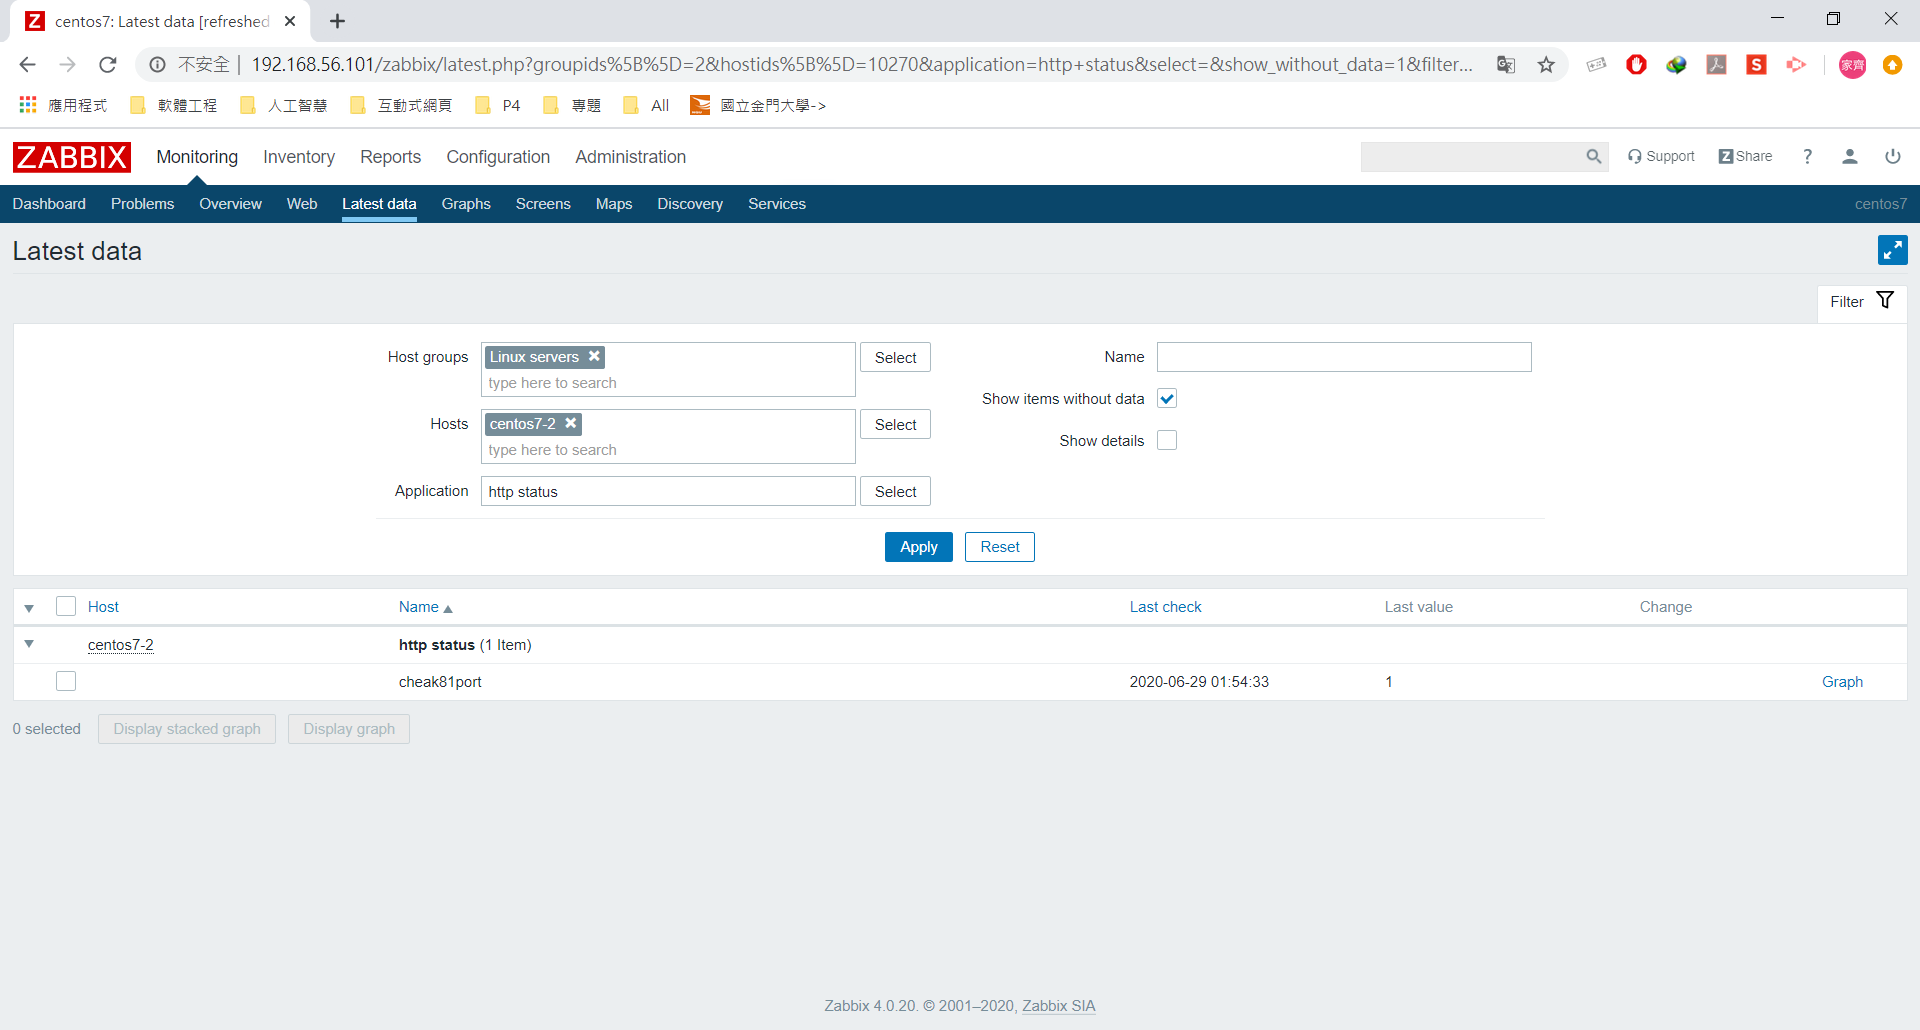 centos7: Latest data [refreshed
不安全 | 192.168.56.101/zabbix/latest.php?groupids%5B%5D=2&hostids%5B%5D=10270&application=http+status&select=&show_without_data=1&filter...
家齊
應用程式 軟體工程 人工智慧 互動式網頁 P4 專題 All 國立金門大學->
ZABBIX Monitoring Inventory Reports Configuration Administration Support Z Share ?
Dashboard Problems Overview Web Latest data Graphs Screens Maps Discovery Services centos7
Latest data
Filter
Host groups Linux servers Select Name
type here to search
Show items without data
Hosts centos7-2 Select
type here to search
Show details
Application http status Select
Apply Reset
Host Name Last check Last value Change
centos7-2 http status (1 Item)
cheak81port 2020-06-29 01:54:33 1 Graph
0 selected Display stacked graph Display graph
Zabbix 4.0.20. © 2001–2020, Zabbix SIA